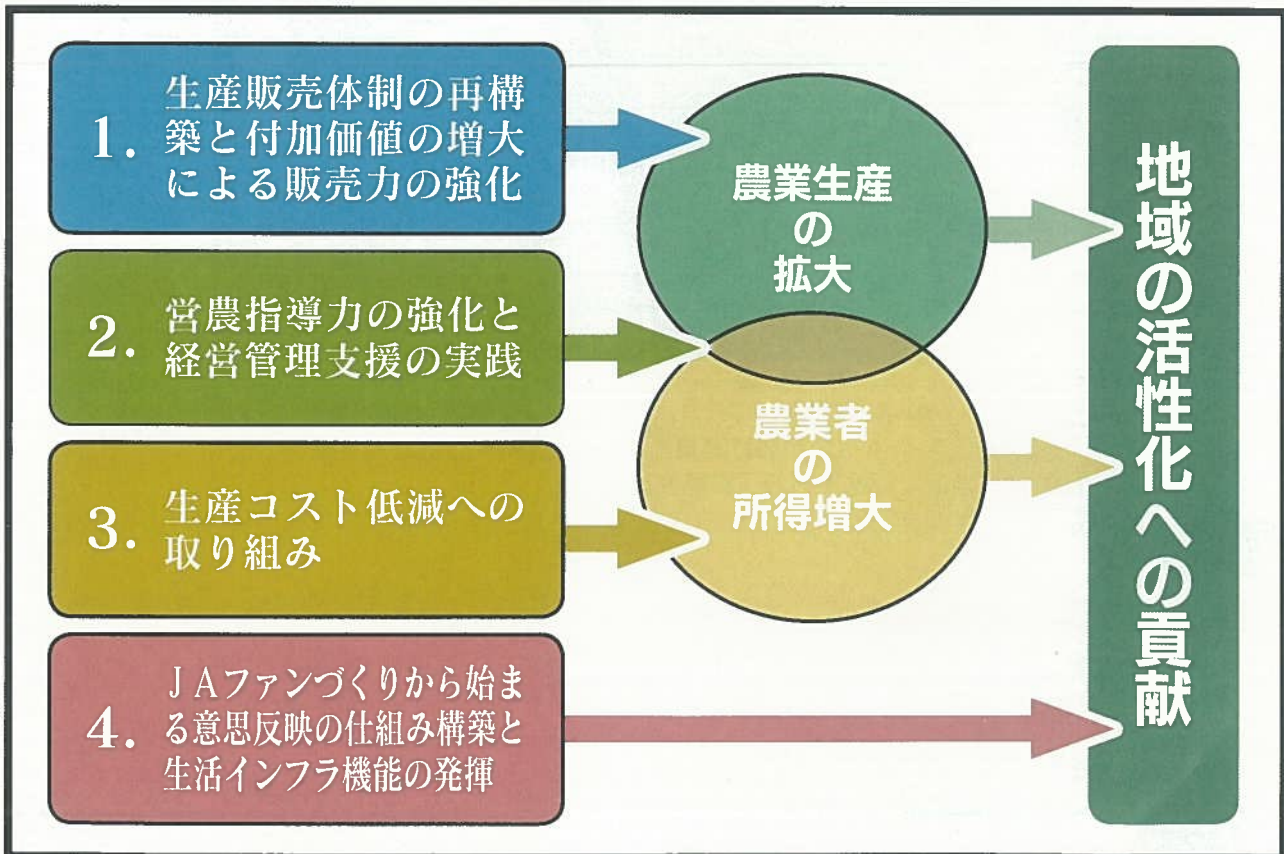 1.
生産販売体制の再構
築と付加価値の増大
による販売力の強化
2.
営農指導力の強化と
経営管理支援の実践
3.
生産コスト低減への
取り組み
4.
JAファンづくりから始ま
る意思反映の仕組み構築と
生活インフラ機能の発揮
農業生産
の
拡大
農業者
の
所得増大
地域の活性化への貢献